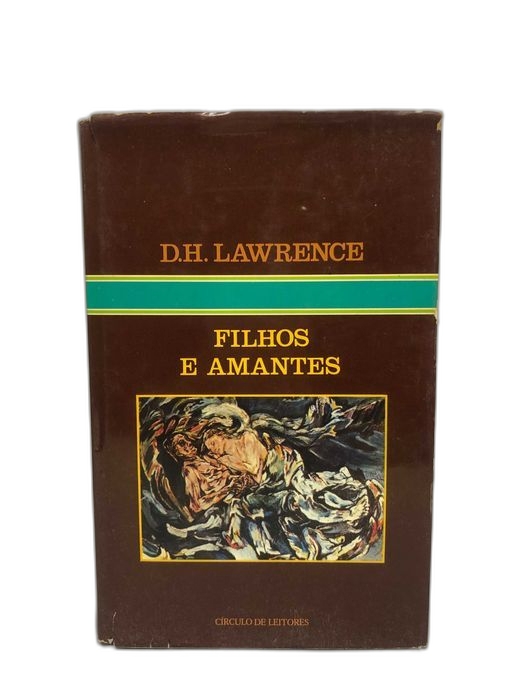 D.H. LAWRENCE
FILHOS
E AMANTES
CÍRCULO DE LEITORES